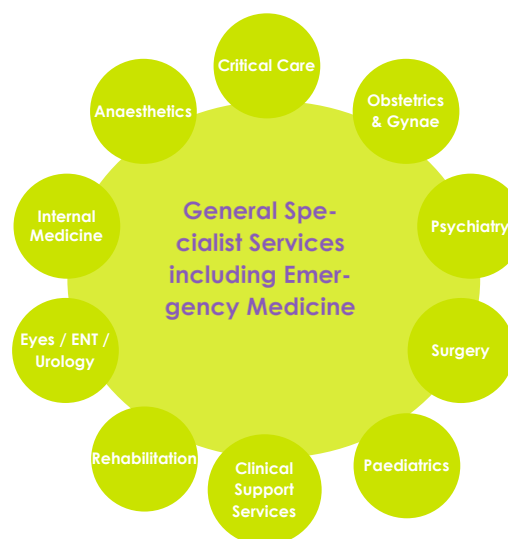 Critical Care
Obstetrics
& Gynae
Anaesthetics
General Spe-
cialist Services
including Emer-
gency Medicine
Internal
Medicine
Psychiatry
Eyes / ENT /
Urology
Surgery
Rehabilitation
Clinical
Support
Services
Paediatrics